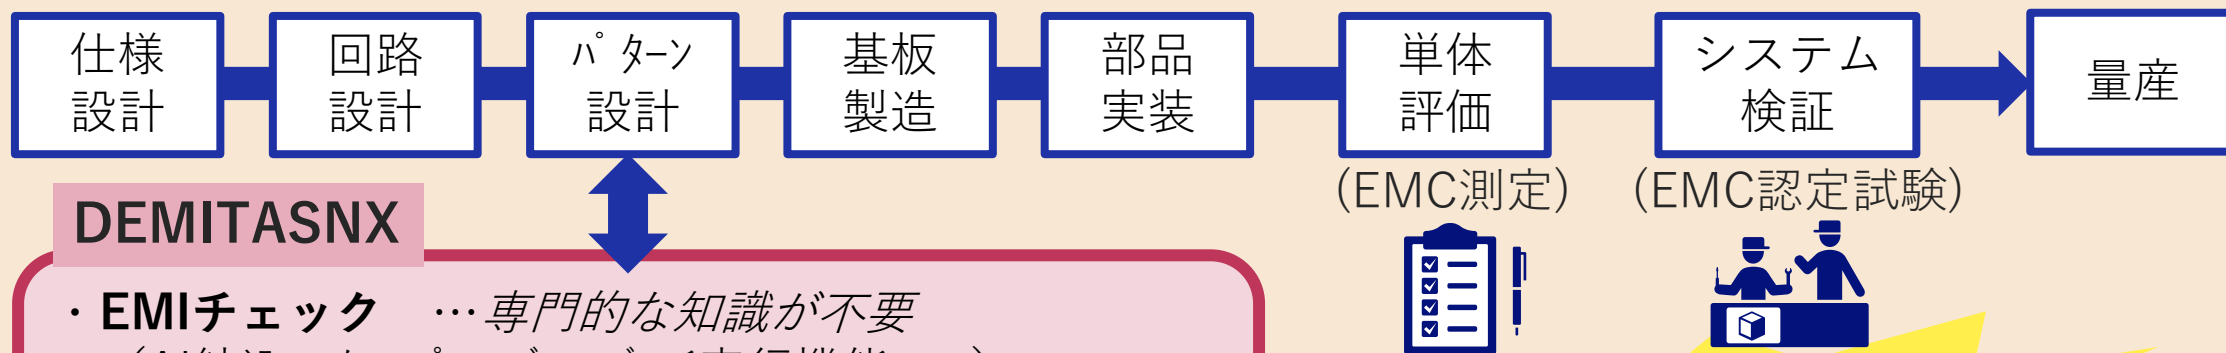 仕様
設計
回路
設計
パターン
設計
基板
製造
部品
実装
単体
評価
システム
検証
量産
(EMC測定)
(EMC認定試験)
DEMITASNX
・EMIチェック …専門的な知識が不要